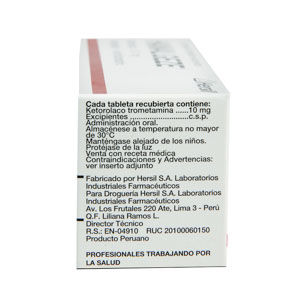 Cada tableta recubierta contiene:
Ketorolaco trometamina ......10 mg
Excipientes ...........................c.s.p.
Administración oral.
Almacénese a temperatura no mayor
de 30°C
Manténgase alejado de los niños.
Protéjase de la luz
Venta con receta médica
Contraindicaciones y Advertencias:
ver inserto adjunto
Fabricado por Hersil S.A. Laboratorios
Industriales Farmacéuticos
Para Droguería Hersil S.A. Laboratorios
Industriales Farmacéuticos
Av. Los Frutales 220 Ate, Lima 3 - Perú
Q.F. Liliana Ramos L.
Director Técnico
R.S.: EN-04910 RUC 20100060150
Producto Peruano
PROFESIONALES TRABAJANDO POR
LA SALUD